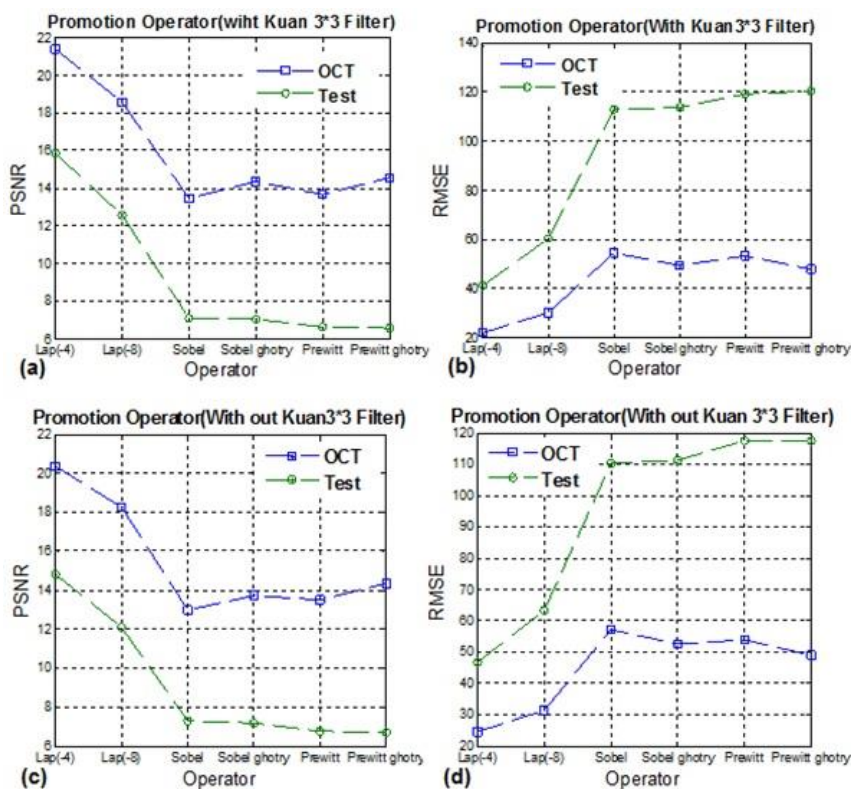 Promotion Operator(wiht Kuan 3*3 Filter)
22
20
18
16
14
12
10
8
6
PSNR
OCT
Test
Lap(-4) Lap(-8) Sobel Sobel ghotry Prewitt Prewitt ghotry
Operator
(a)
Promotion Operator(With Kuan3*3 Filter)
140
120
100
80
60
40
20
RMSE
OCT
Test
Lap(-4) Lap(-8) Sobel Sobel ghotry Prewitt Prewitt ghotry
Operator
(b)
Promotion Operator(With out Kuan3*3 Filter)
22
20
18
16
14
12
10
8
6
PSNR
OCT
Test
Lap(-4) Lap(-8) Sobel Sobel ghotry Prewitt Prewitt ghotry
Operator
(c)
Promotion Operator(With out Kuan 3*3 Filter)
120
110
100
90
80
70
60
50
40
30
20
RMSE
OCT
Test
Lap(-4) Lap(-8) Sobel Sobel ghotry Prewitt Prewitt ghotry
Operator
(d)